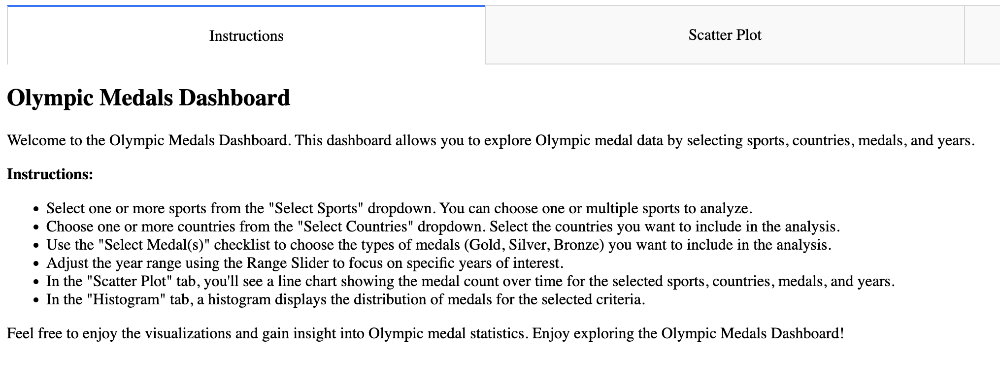 Instructions
Scatter Plot
Olympic Medals Dashboard
Welcome to the Olympic Medals Dashboard. This dashboard allows you to explore Olympic medal data by selecting sports, countries, medals, and years.
Instructions:
• Select one or more sports from the "Select Sports" dropdown. You can choose one or multiple sports to analyze.
• Choose one or more countries from the "Select Countries" dropdown. Select the countries you want to include in the analysis.
• Use the "Select Medal(s)" checklist to choose the types of medals (Gold, Silver, Bronze) you want to include in the analysis.
• Adjust the year range using the Range Slider to focus on specific years of interest.
• In the "Scatter Plot" tab, you'll see a line chart showing the medal count over time for the selected sports, countries, medals, and years.
• In the "Histogram" tab, a histogram displays the distribution of medals for the selected criteria.
Feel free to enjoy the visualizations and gain insight into Olympic medal statistics. Enjoy exploring the Olympic Medals Dashboard!